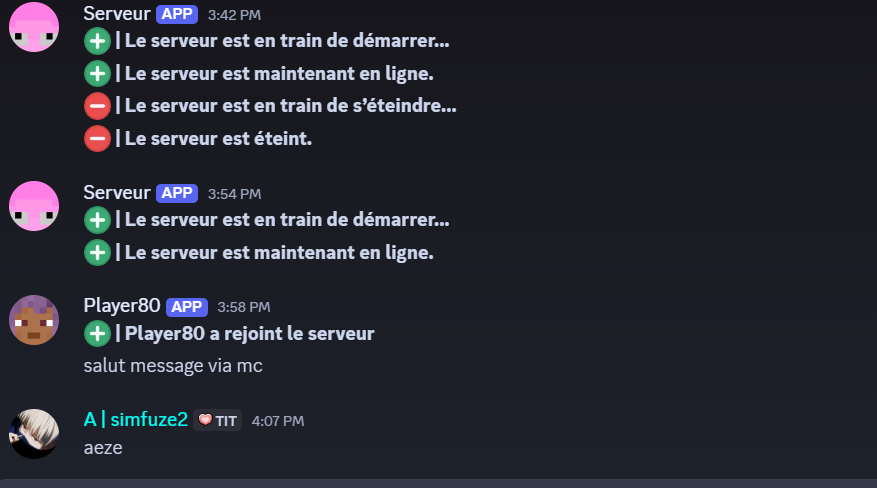 Serveur APP 3:42 PM
| Le serveur est en train de démarrer...
| Le serveur est maintenant en ligne.
| Le serveur est en train de s’éteindre...
| Le serveur est éteint.
Serveur APP 3:54 PM
| Le serveur est en train de démarrer...
| Le serveur est maintenant en ligne.
Player80 APP 3:58 PM
| Player80 a rejoint le serveur
salut message via mc
A | simfuze2 TIT 4:07 PM
aeze